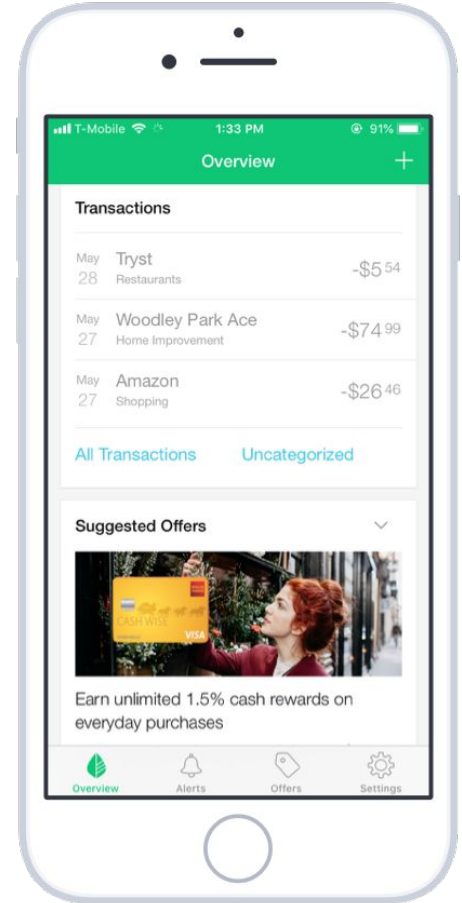 T-Mobile 1:33 PM 91%
Overview
Transactions
May 28 Tryst -$5 54
Restaurants
May 27 Woodley Park Ace -$74 99
Home Improvement
May 27 Amazon -$26 46
Shopping
All Transactions Uncategorized
Suggested Offers
CASH WISE
VISA
Earn unlimited 1.5% cash rewards on
everyday purchases
Overview Alerts Offers Settings